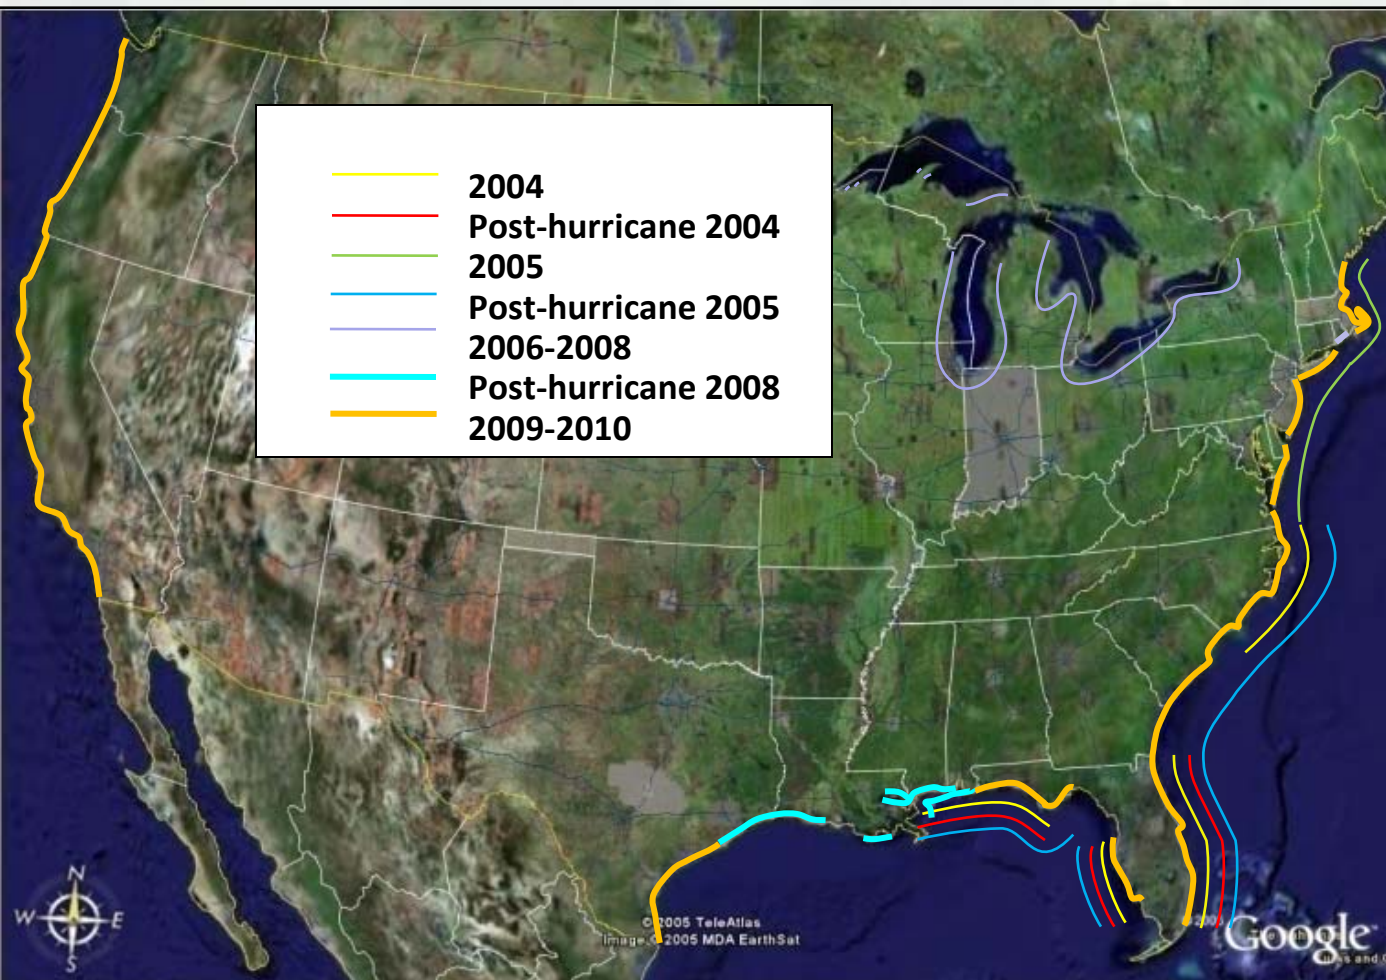 2004
Post-hurricane 2004
2005
Post-hurricane 2005
2006-2008
Post-hurricane 2008
2009-2010
N
W E
S
© 2005 TeleAtlas
Image © 2005 MDA EarthSat
Google™